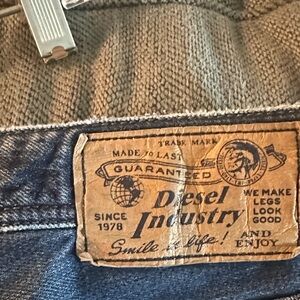 TRADE MARK
MADE TO LAST
GUARANTEED
Diesel
Industry
SINCE
1978
WE MAKE
LEGS
LOOK
GOOD
AND
ENJOY
Smile it life!